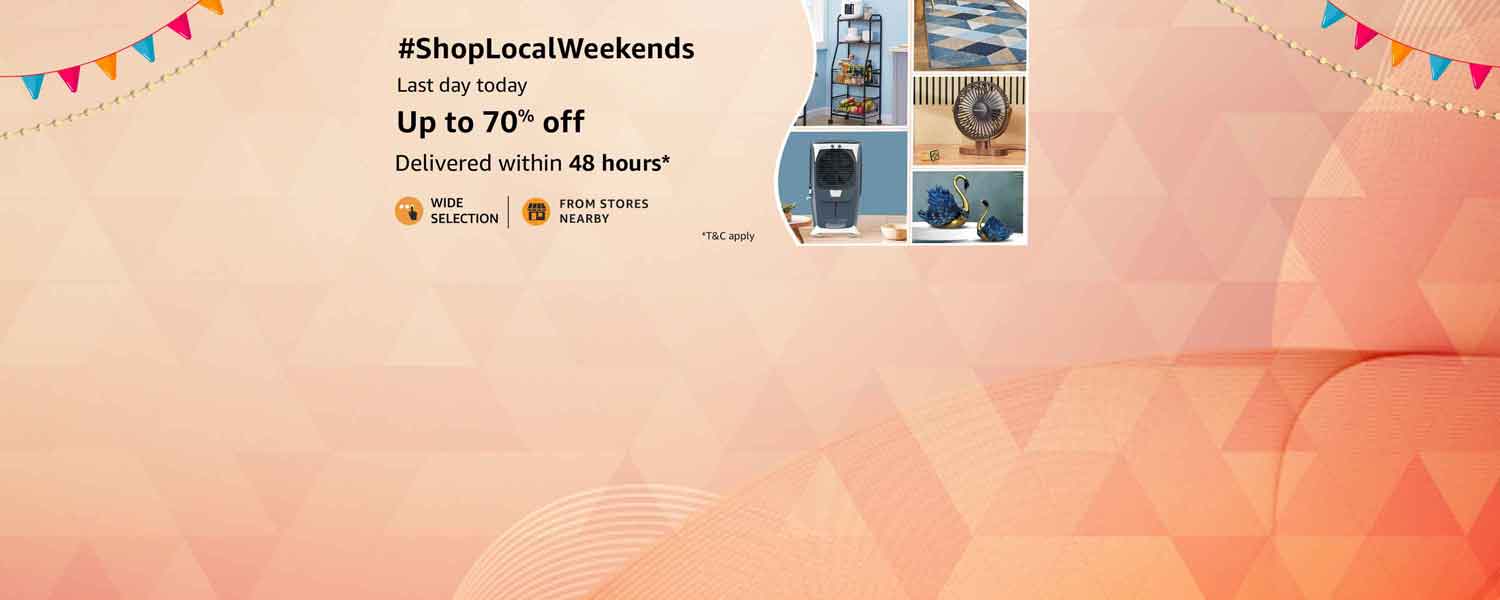 #ShopLocalWeekends
Last day today
Up to 70% off
Delivered within 48 hours*
WIDE
SELECTION
FROM STORES
NEARBY
*T&C apply